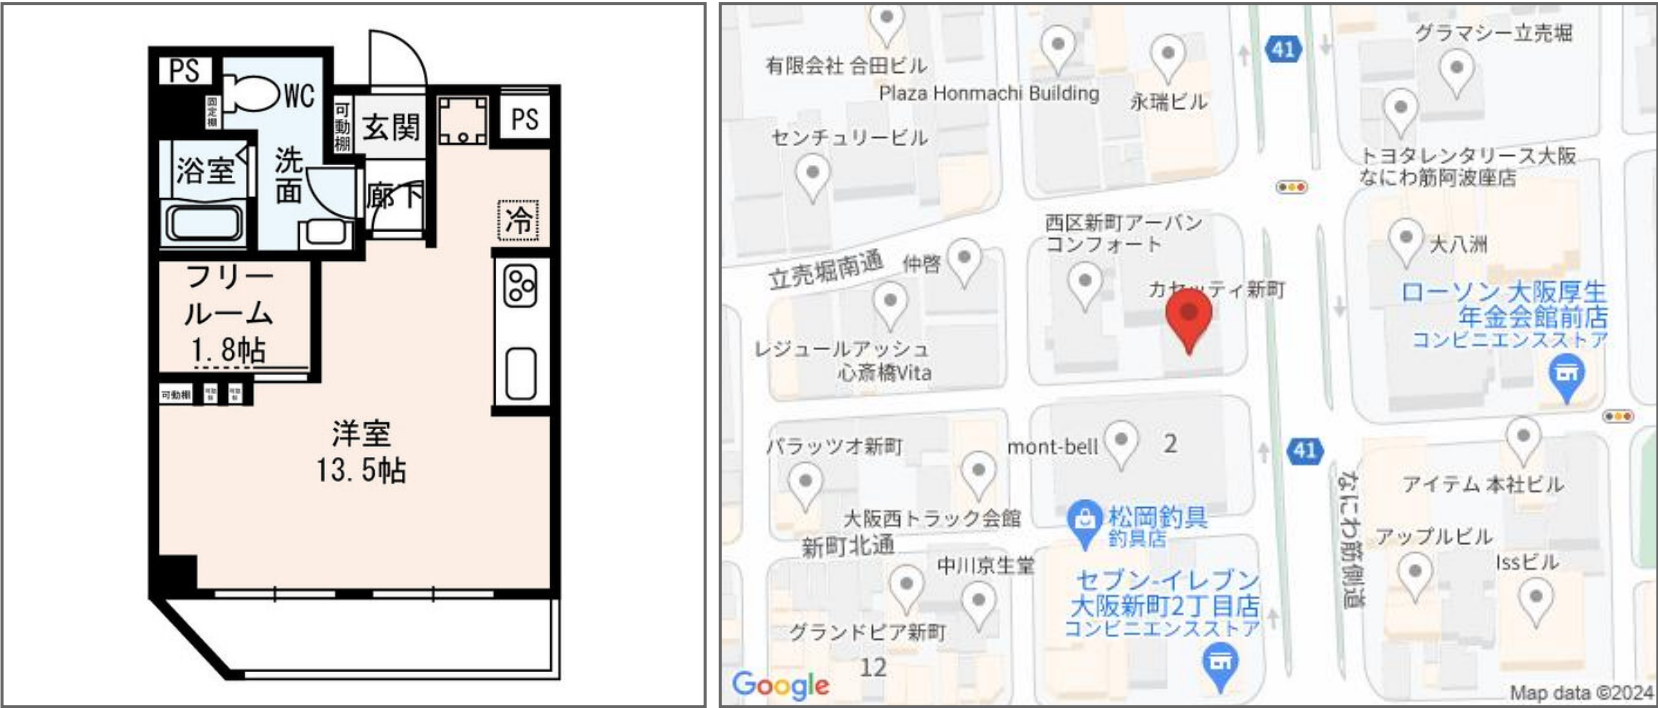 PS
WC
固定棚
可動棚
玄関
PS
浴室
洗面
廊下
冷
フリー
ルーム
1.8帖
可動棚
洋室
13.5帖
41
グラマシー立売堀
有限会社 合田ビル
Plaza Honmachi Building
永瑞ビル
センチュリービル
トヨタレンタリース大阪
なにわ筋阿波座店
西区新町アーバン
コンフォート
大八洲
立売堀南通
仲啓
カセッティ新町
ローソン 大阪厚生
年金会館前店
コンビニエンスストア
レジュールアッシュ
心斎橋Vita
パラッツオ新町
mont-bell
2
41
アイテム 本社ビル
大阪西トラック会館
松岡釣具
釣具店
新町北通
なにわ筋側道
アップルビル
中川京生堂
Issビル
セブン-イレブン
大阪新町2丁目店
コンビニエンスストア
グランドピア新町
12
Google
Map data ©2024